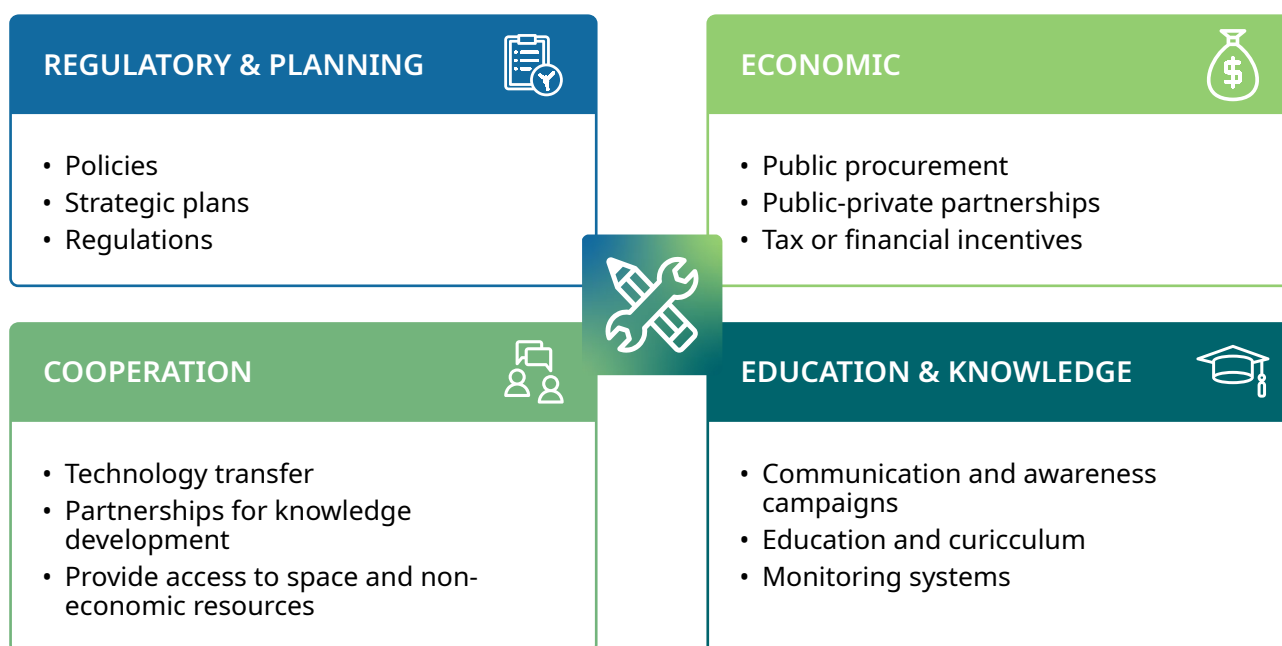 REGULATORY & PLANNING
• Policies
• Strategic plans
• Regulations
ECONOMIC
$
• Public procurement
• Public-private partnerships
• Tax or financial incentives
COOPERATION
• Technology transfer
• Partnerships for knowledge
development
• Provide access to space and non-
economic resources
EDUCATION & KNOWLEDGE
• Communication and awareness
campaigns
• Education and curicculum
• Monitoring systems